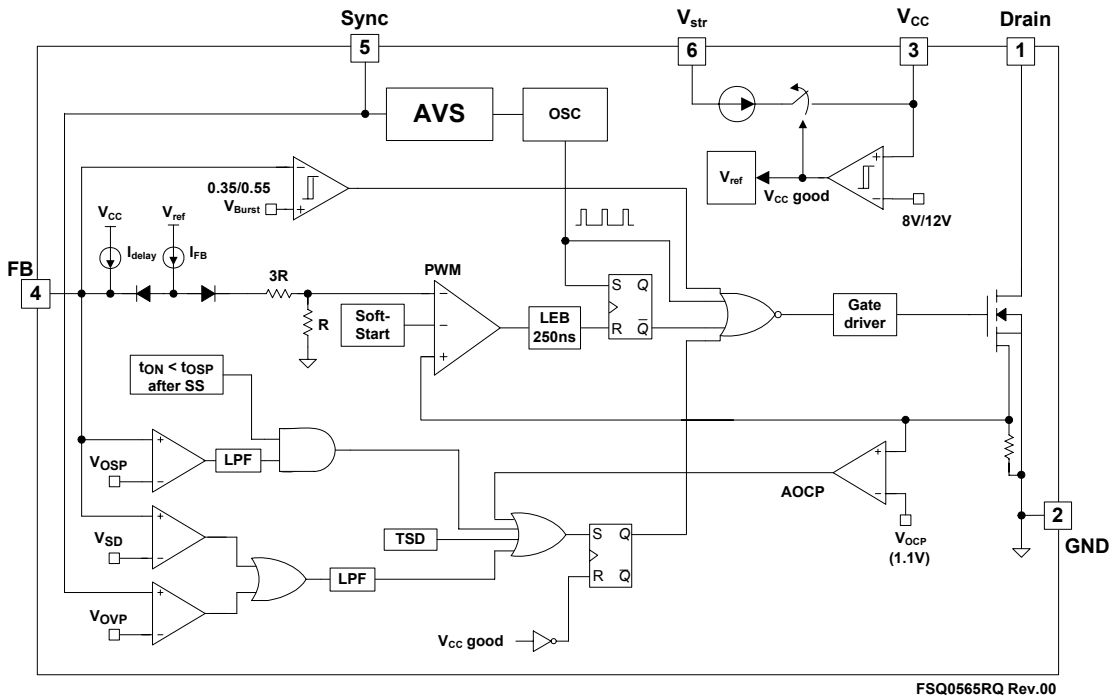 Sync
5
Vstr
6
VCC
3
Drain
1
AVS
OSC
0.35/0.55
VBurst
−
+
Vref
VCC good
+
−
8V/12V
VCC
Idelay
Vref
IFB
FB
4
3R
R
PWM
−
−
+
Soft-
Start
LEB
250ns
S Q
R Q̅
Gate
driver
tON < tOSP
after SS
+
−
VOSP
LPF
+
−
VSD
LPF
+
−
VOVP
TSD
S Q
R Q̅
VCC good
AOCP
+
−
VOCP
(1.1V)
2
GND
FSQ0565RQ Rev.00